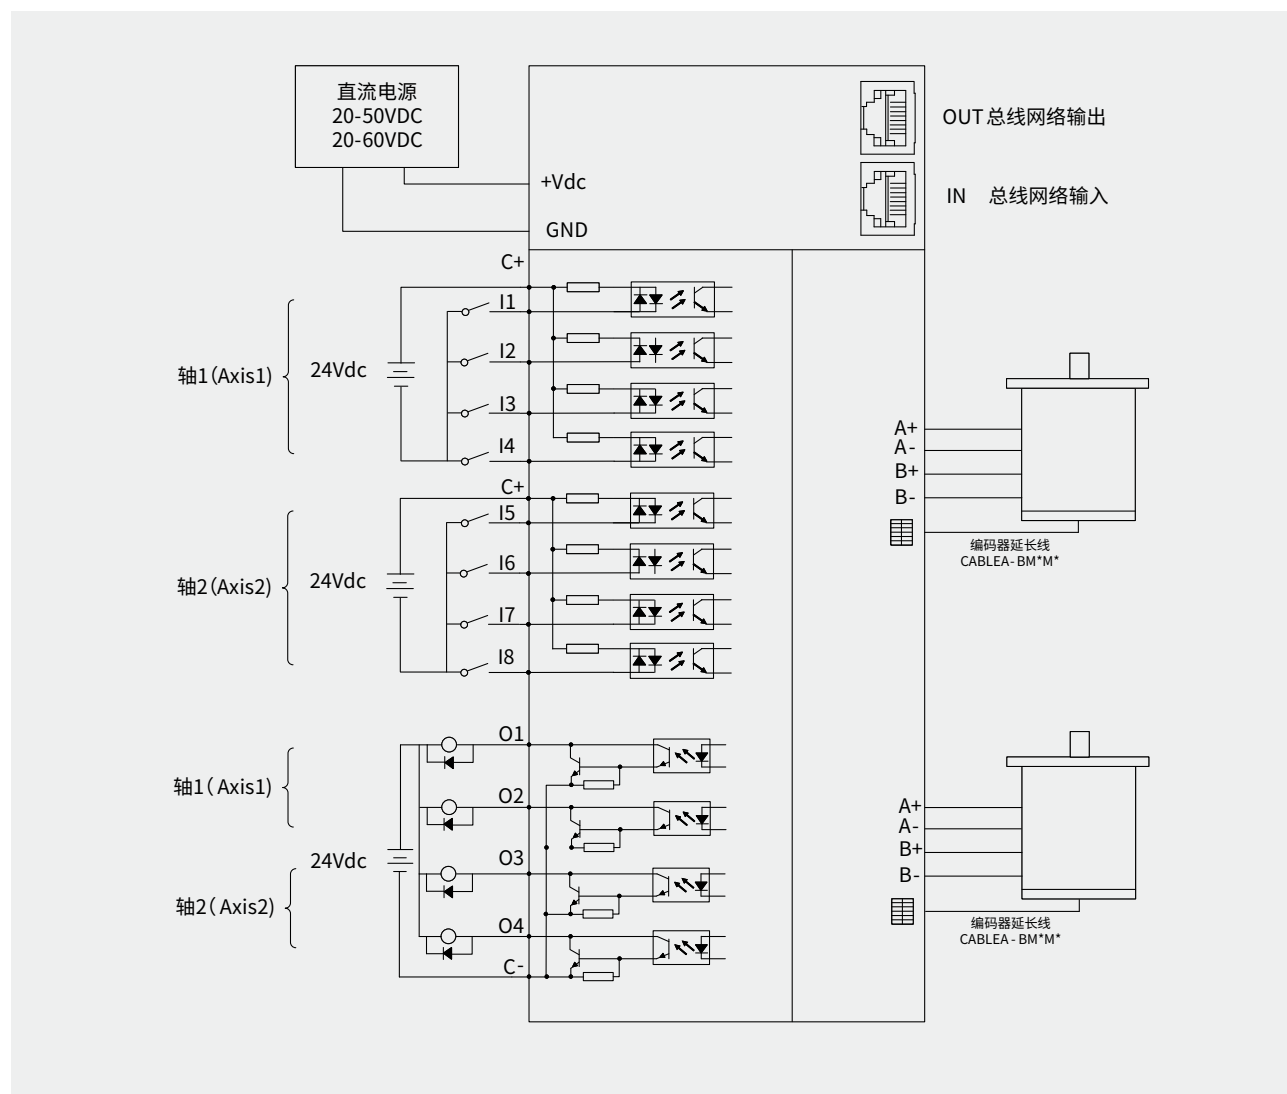 直流电源
20-50VDC
20-60VDC
OUT 总线网络输出
+Vdc
IN 总线网络输入
GND
C+
I1
I2
轴1(Axis1)
24Vdc
I3
I4
C+
I5
I6
轴2(Axis2)
24Vdc
I7
I8
A+
A-
B+
B-
编码器延长线
CABLEA-BM*M*
O1
轴1( Axis1)
O2
24Vdc
O3
轴2( Axis2)
O4
C-
A+
A-
B+
B-
编码器延长线
CABLEA - BM*M*